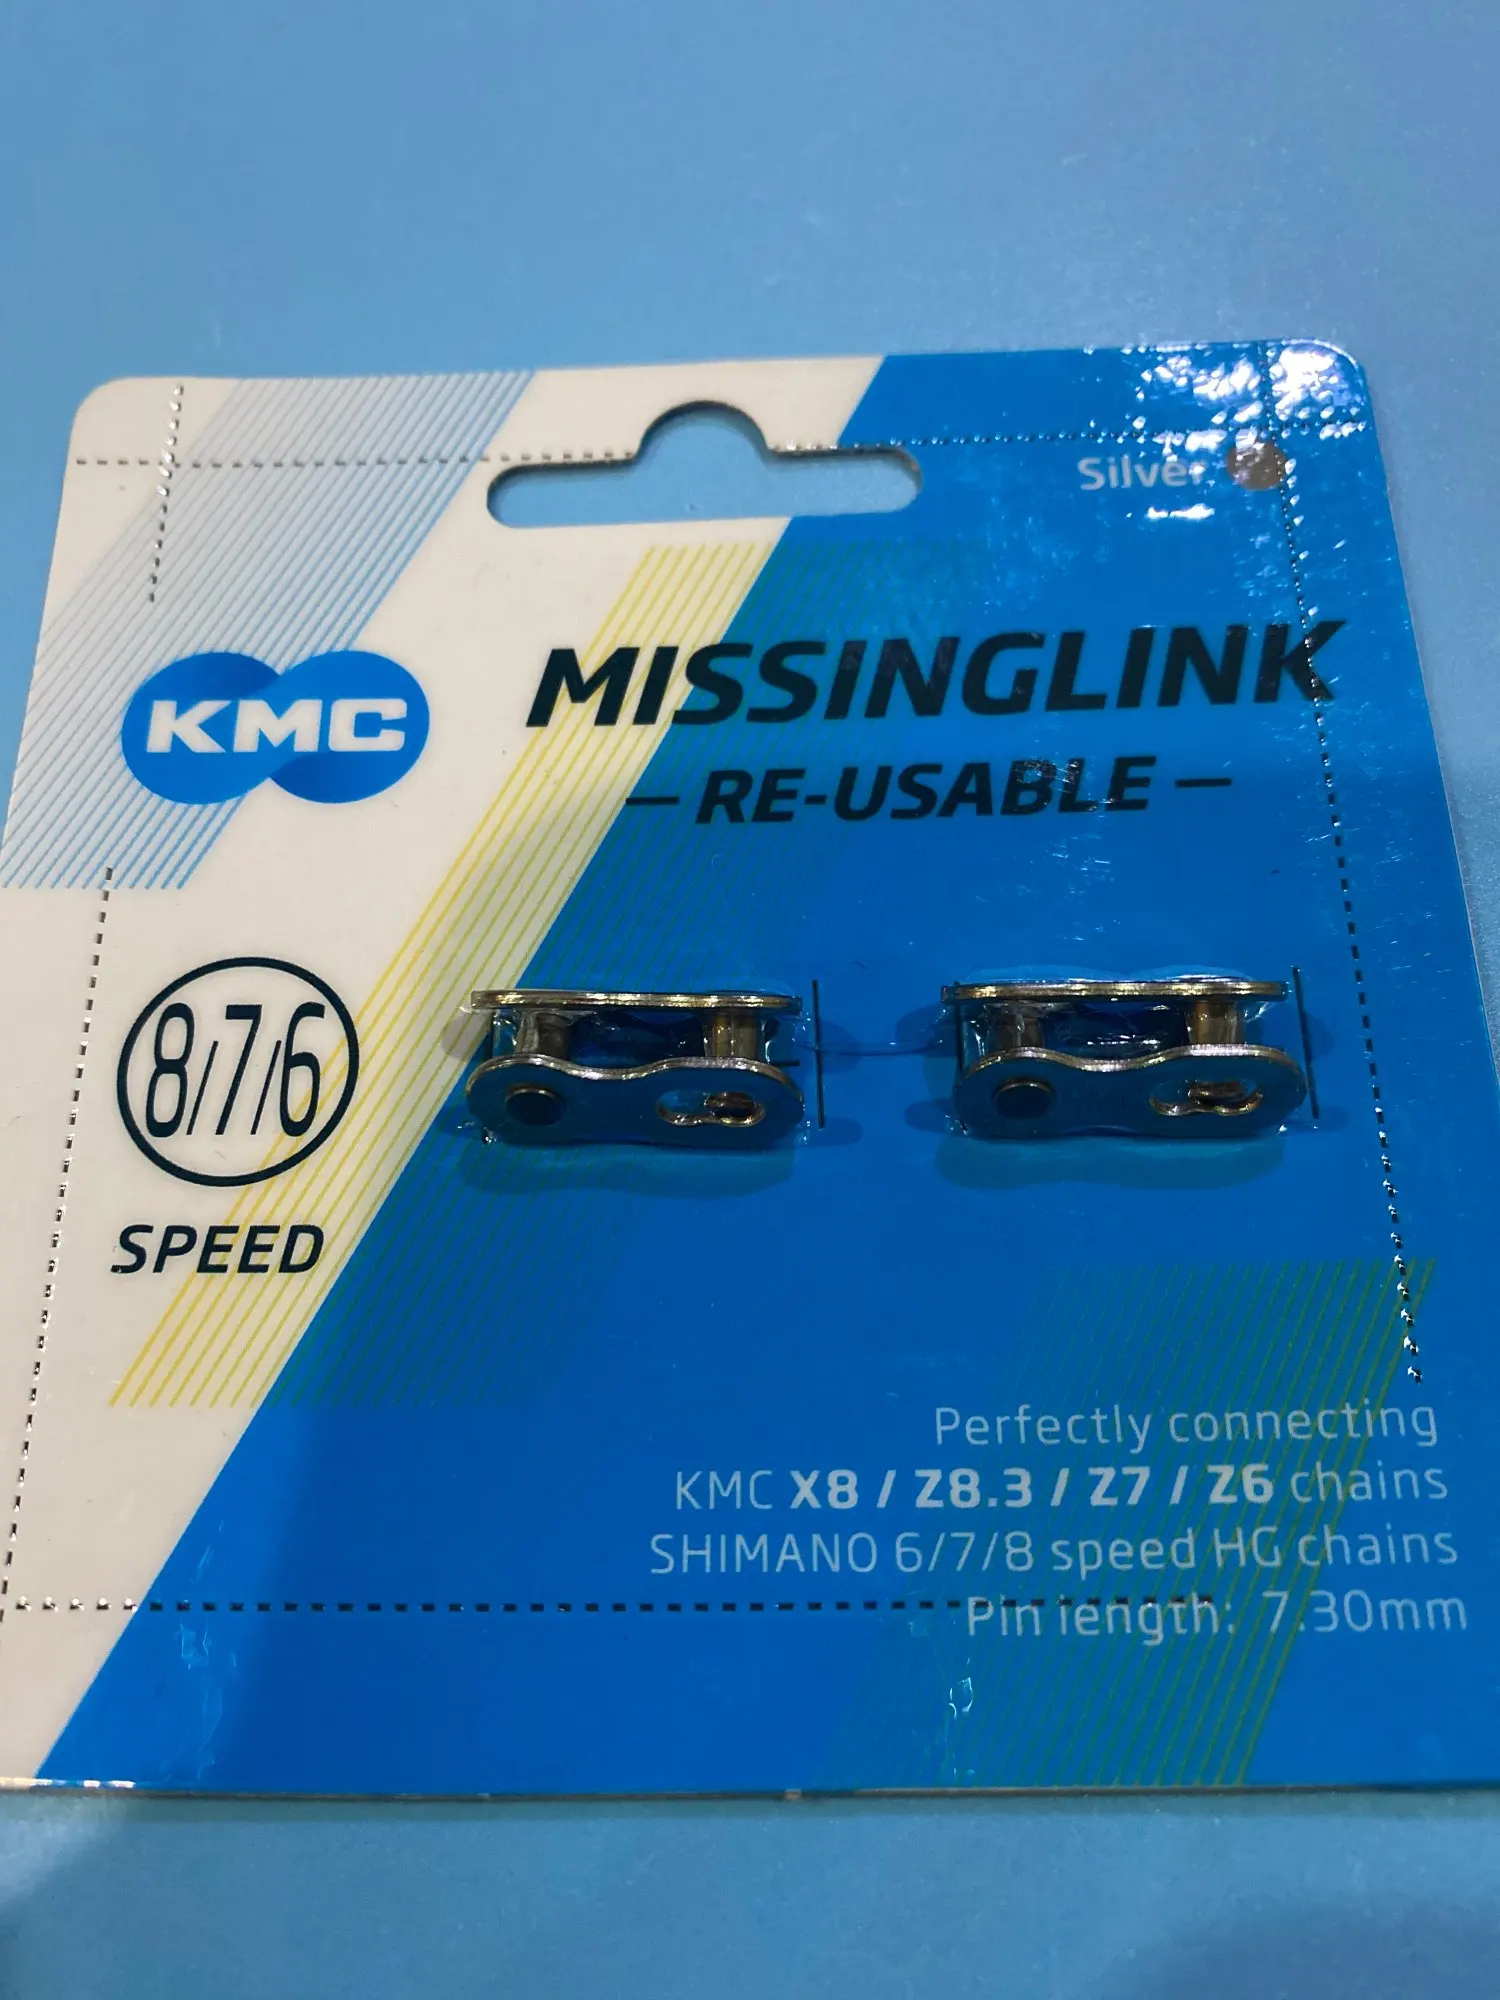 Silver
KMC
MISSINGLINK
– RE-USABLE –
8/7/6
SPEED
Perfectly connecting
KMC X8 / Z8.3 / Z7 / Z6 chains
SHIMANO 6/7/8 speed HG chains
Pin length: 7.30mm